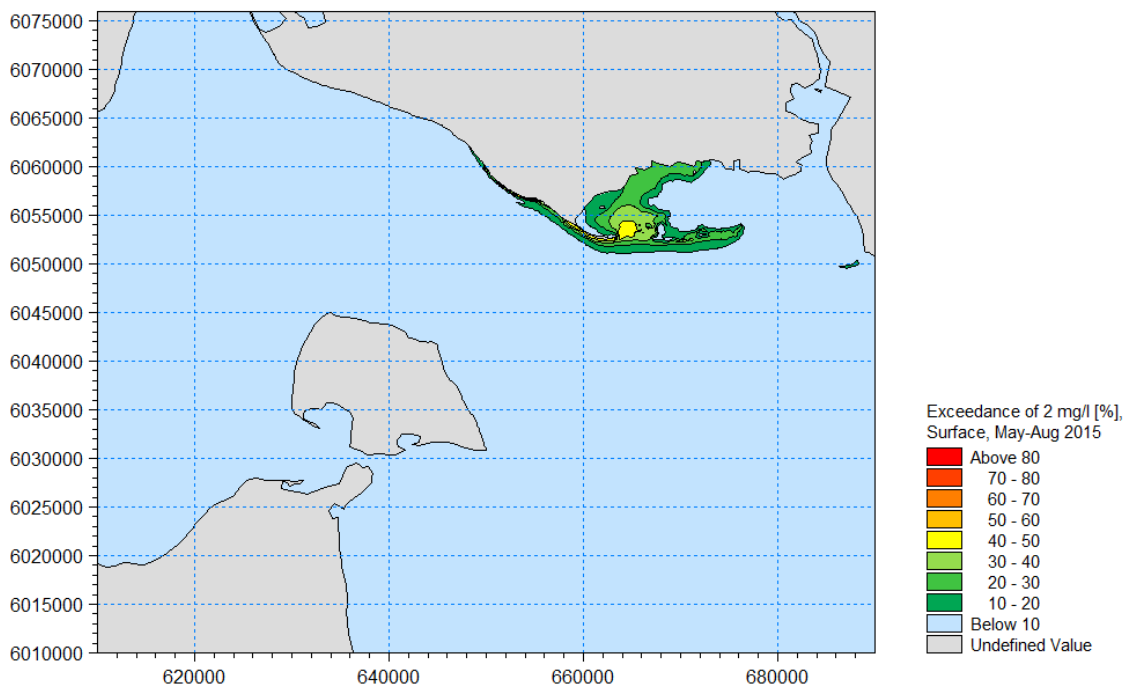 6075000
6070000
6065000
6060000
6055000
6050000
6045000
6040000
6035000
6030000
6025000
6020000
6015000
6010000
620000 640000 660000 680000
Exceedance of 2 mg/l [%],
Surface, May-Aug 2015
Above 80
70 - 80
60 - 70
50 - 60
40 - 50
30 - 40
20 - 30
10 - 20
Below 10
Undefined Value